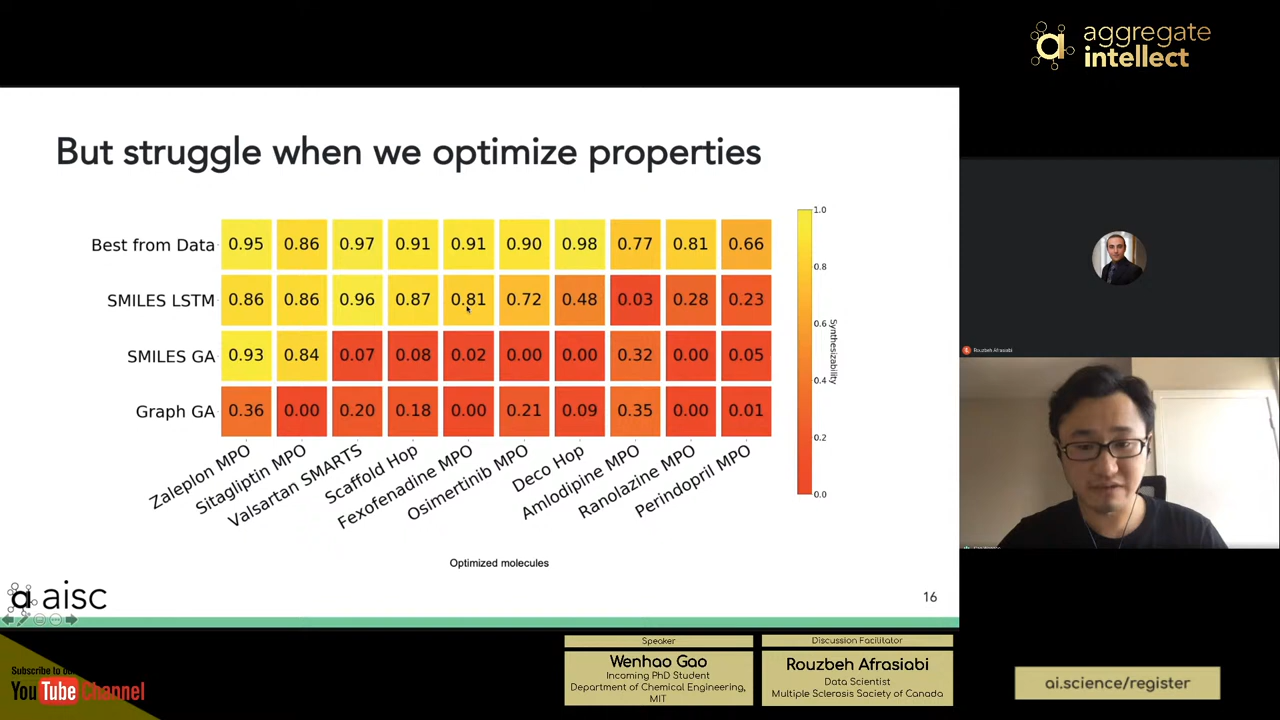 aggregate
intellect
But struggle when we optimize properties
Best from Data 0.95 0.86 0.97 0.91 0.91 0.90 0.98 0.77 0.81 0.66
SMILES LSTM 0.86 0.86 0.96 0.87 0.81 0.72 0.48 0.03 0.28 0.23
SMILES GA 0.93 0.84 0.07 0.08 0.02 0.00 0.00 0.32 0.00 0.05
Graph GA 0.36 0.00 0.20 0.18 0.00 0.21 0.09 0.35 0.00 0.01
Zaleplon MPO
Sitagliptin MPO
Valsartan SMARTS
Scaffold Hop
Fexofenadine MPO
Osimertinib MPO
Deco Hop
Amlodipine MPO
Ranolazine MPO
Perindopril MPO
1.0
0.8
0.6
0.4
0.2
0.0
Synthesizability
Optimized molecules
Rouzbeh Afrasiabi
a aisc
16
Speaker
Wenhao Gao
Incoming PhD Student
Department of Chemical Engineering,
MIT
Discussion Facilitator
Rouzbeh Afrasiabi
Data Scientist
Multiple Sclerosis Society of Canada
Subscribe to
YouTube Channel
ai.science/register